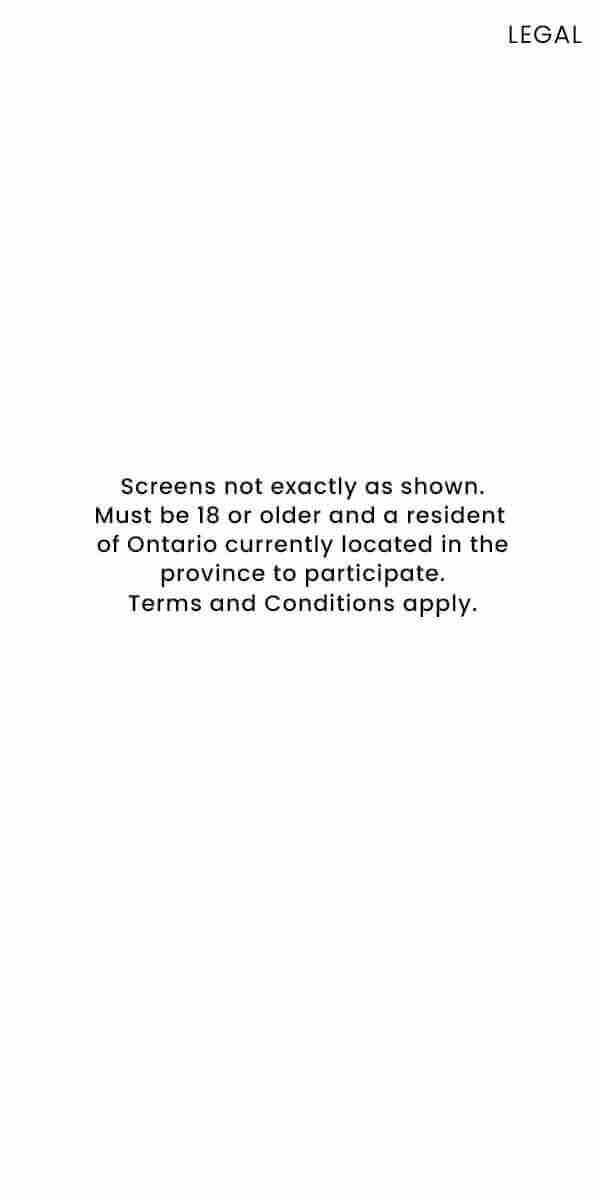 LEGAL
Screens not exactly as shown.
Must be 18 or older and a resident
of Ontario currently located in the
province to participate.
Terms and Conditions apply.